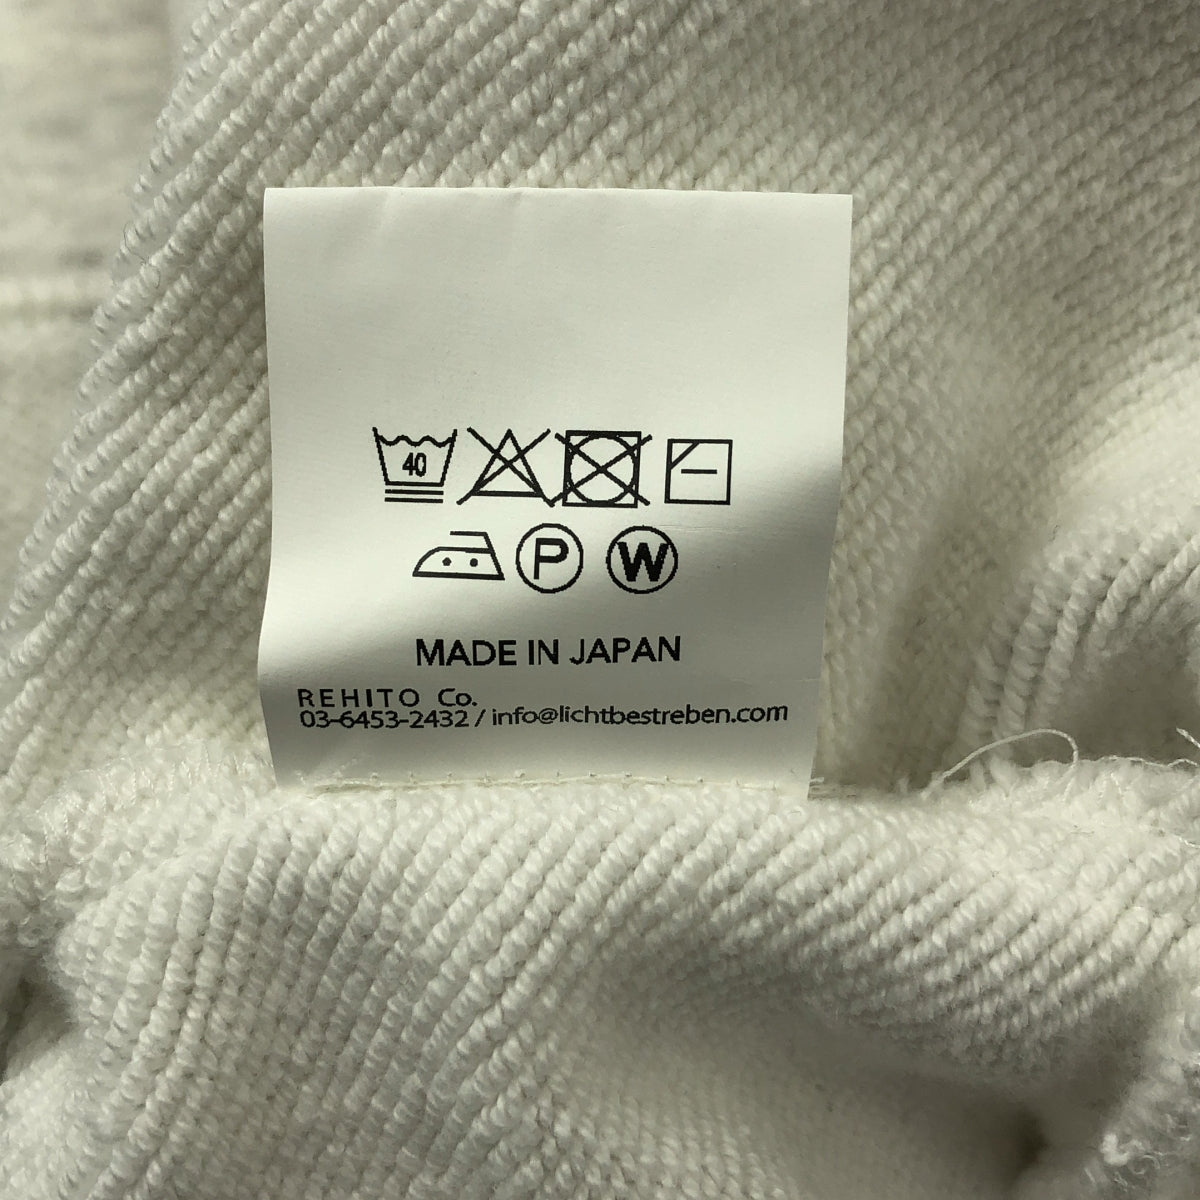 40
P W
MADE IN JAPAN
REHITO Co.
03-6453-2432 / info@lichtbestreben.com